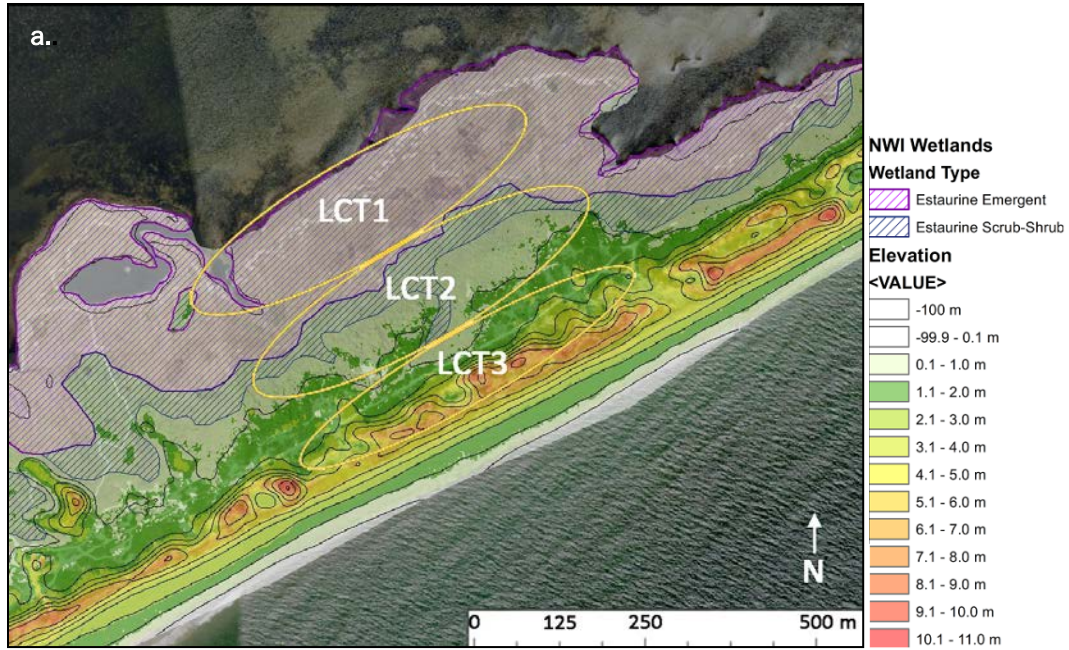 a.
LCT1
LCT2
LCT3
N
0 125 250 500 m
NWI Wetlands
Wetland Type
Estaurine Emergent
Estaurine Scrub-Shrub
Elevation
<VALUE>
-100 m
-99.9 - 0.1 m
0.1 - 1.0 m
1.1 - 2.0 m
2.1 - 3.0 m
3.1 - 4.0 m
4.1 - 5.0 m
5.1 - 6.0 m
6.1 - 7.0 m
7.1 - 8.0 m
8.1 - 9.0 m
9.1 - 10.0 m
10.1 - 11.0 m